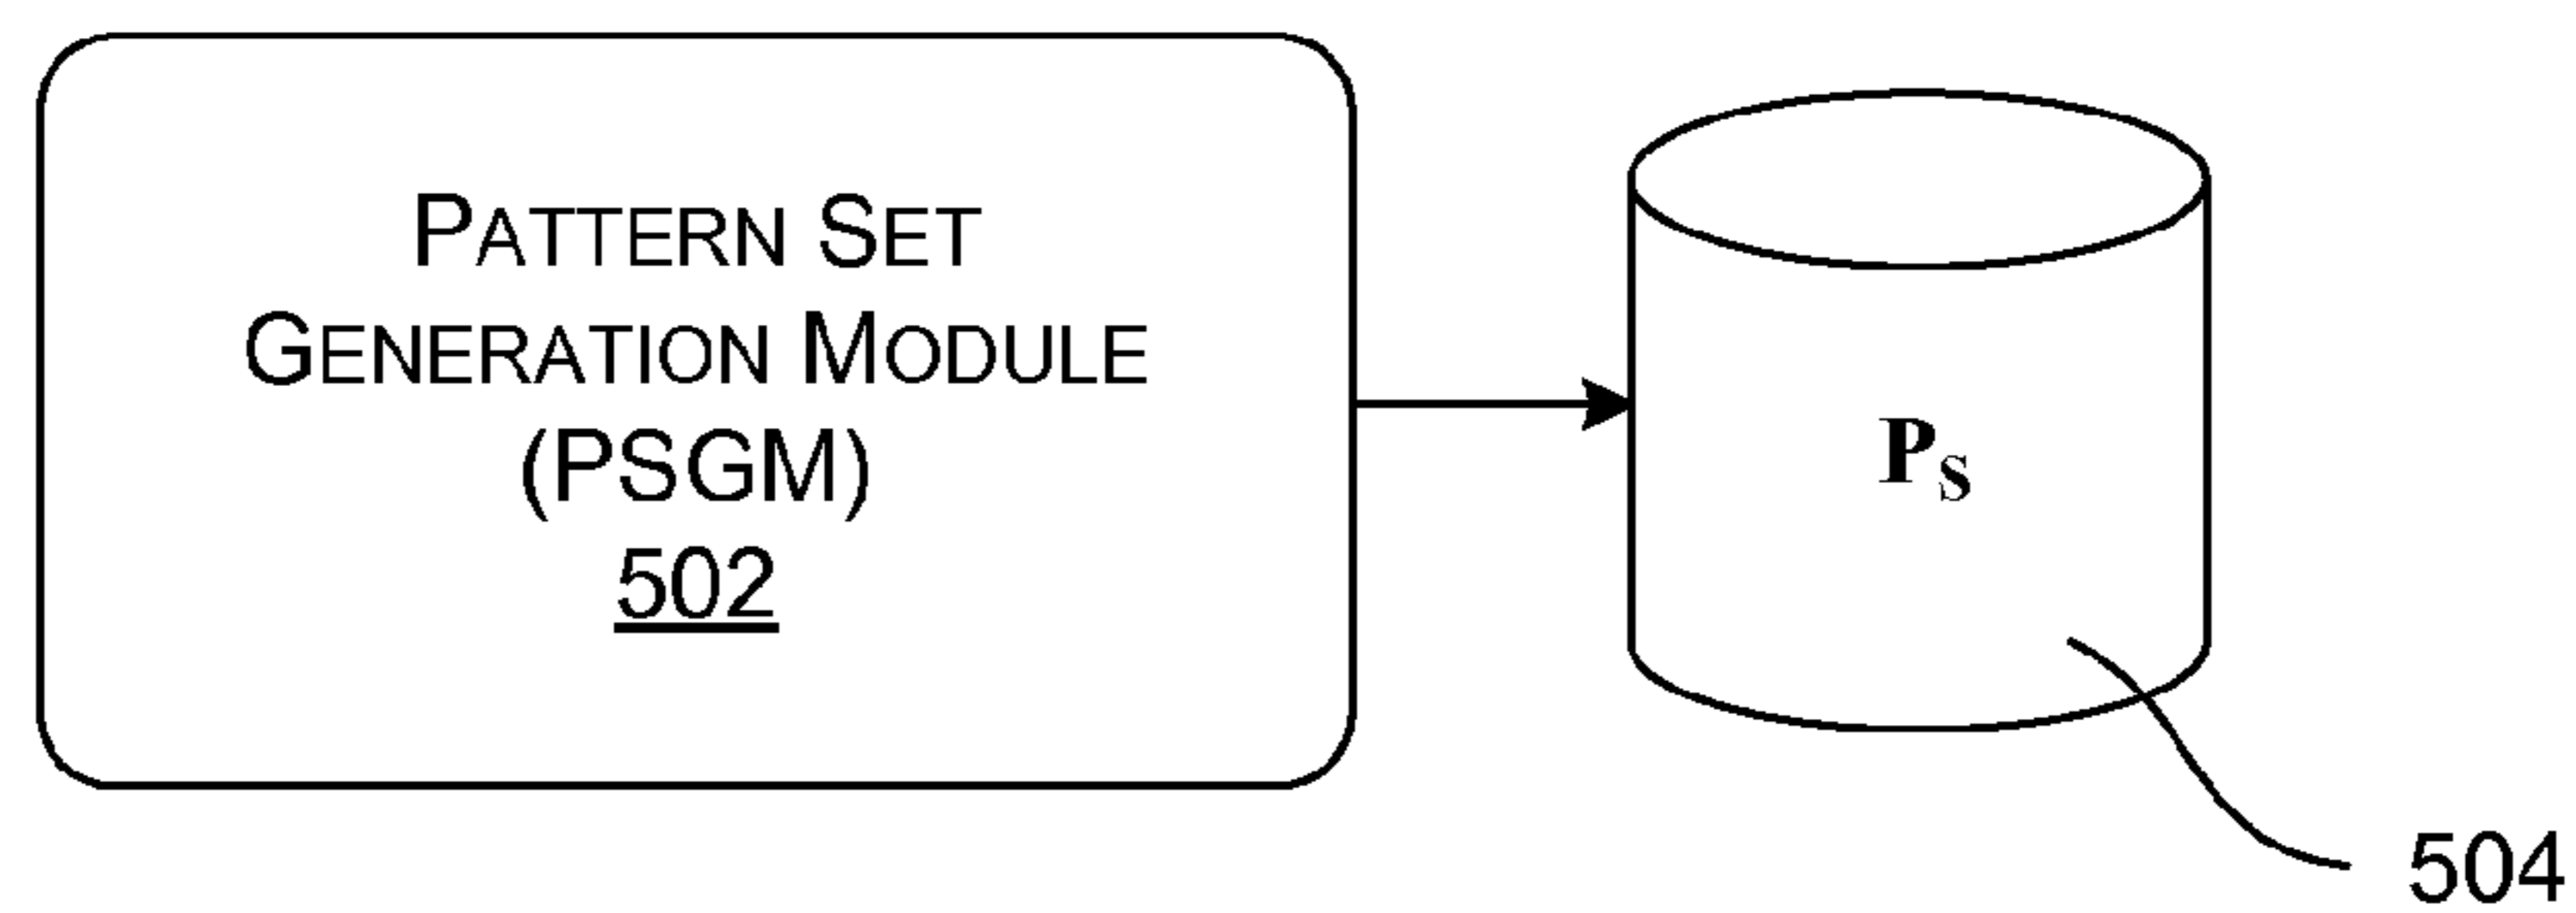 PATTERN SET
GENERATION MODULE
(PSGM)
502
PS
504